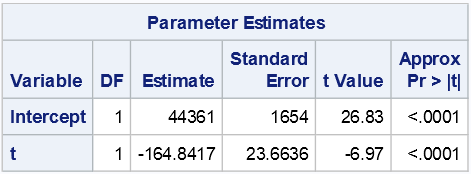 Parameter Estimates
Variable DF Estimate Standard Error t Value Approx Pr > |t|
Intercept 1 44361 1654 26.83 <.0001
t 1 -164.8417 23.6636 -6.97 <.0001